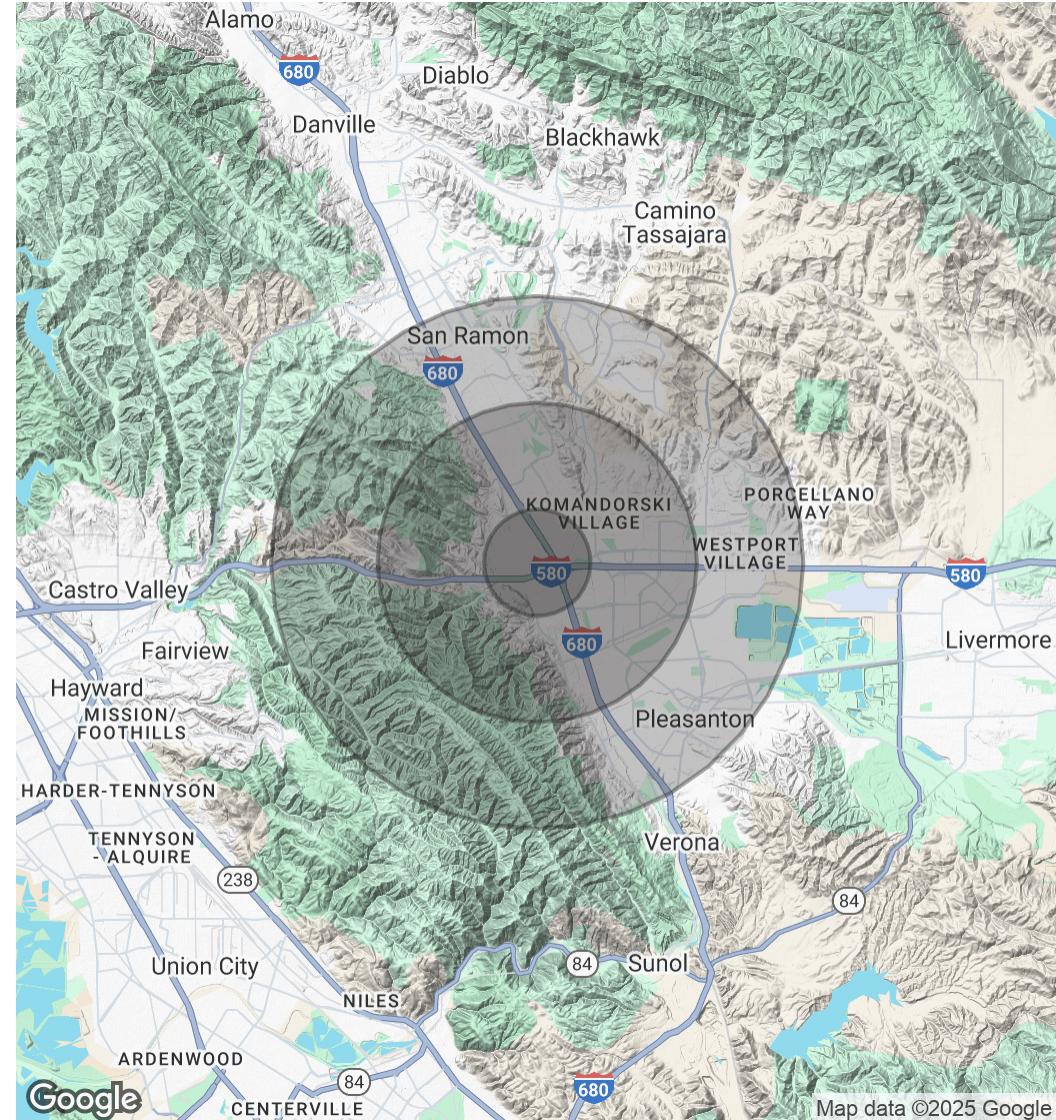 Alamo
680
Diablo
Danville
Blackhawk
Camino
Tassajara
San Ramon
680
KOMANDORSKI
VILLAGE
PORCELLANO
WAY
WESTPORT
VILLAGE
580
580
Castro Valley
680
Livermore
Fairview
Hayward
MISSION/
FOOTHILLS
Pleasanton
HARDER-TENNYSON
TENNYSON
- ALQUIRE
Verona
238
84
Union City
84
Sunol
NILES
ARDENWOOD
84
680
CENTERVILLE
Google
Map data ©2025 Google